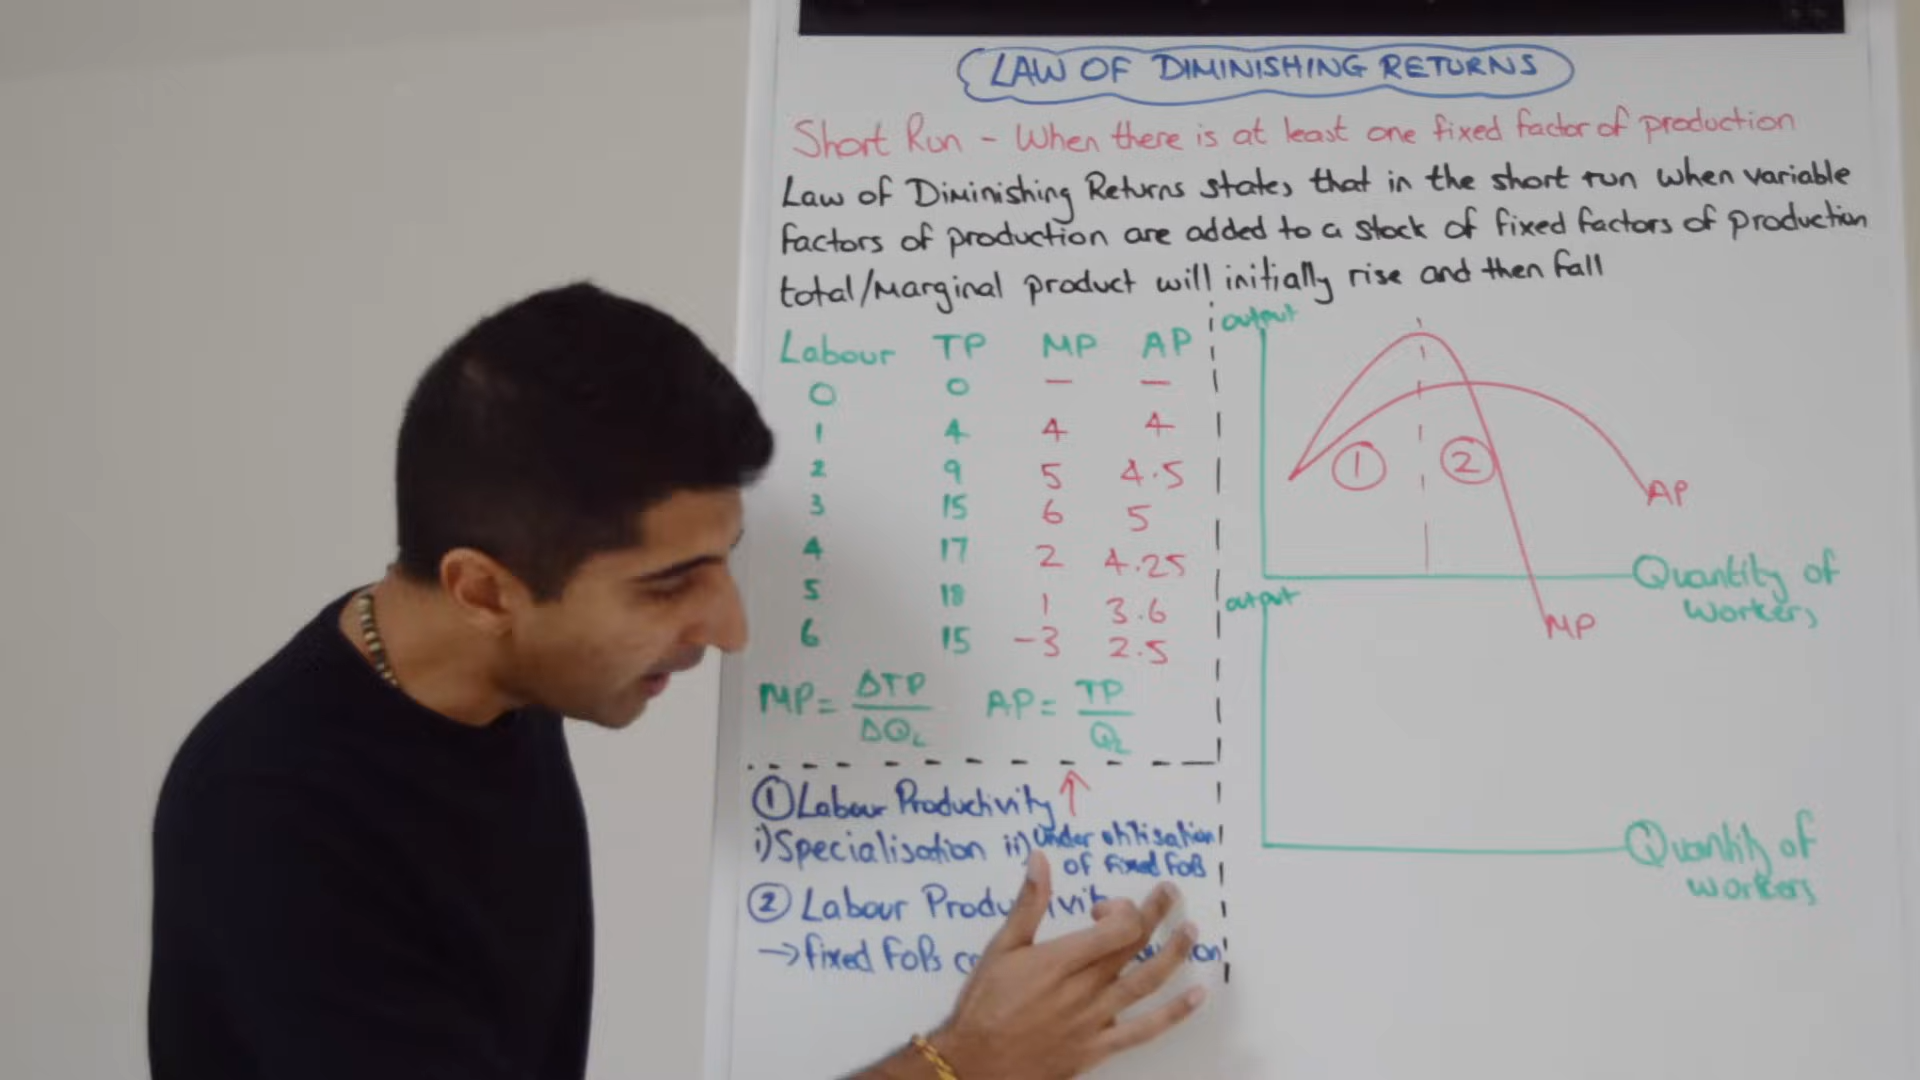 LAW OF DIMINISHING RETURNS
Short Run - When there is at least one fixed factor of production
Law of Diminishing Returns states that in the short run when variable
factors of production are added to a stock of fixed factors of production
total/marginal product will initially rise and then fall
Labour TP MP AP
0 0 - -
1 4 4 4
2 9 5 4.5
3 15 6 5
4 17 2 4.25
5 18 1 3.6
6 15 -3 2.5
MP = ΔTP / ΔQL AP = TP / QL
① Labour Productivity ↑
i) Specialisation ii) Under utilisation
of fixed FoPs
② Labour
→ fixed FoPs
output
① ②
AP
MP
Quantity of
workers
output
Quantity of
workers